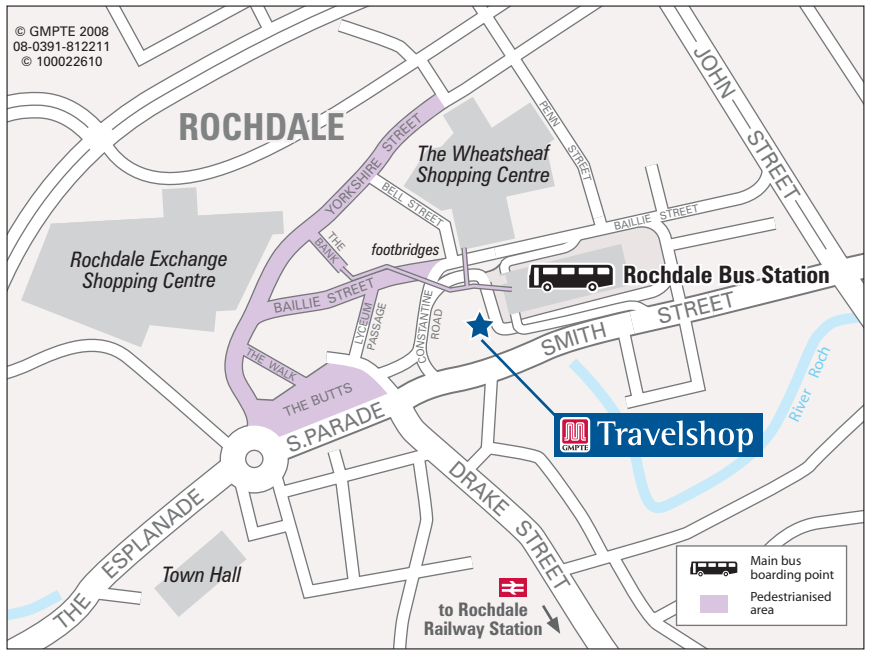 © GMPTE 2008
08-0391-812211
© 100022610
ROCHDALE
YORKSHIRE STREET
The Wheatsheaf
Shopping Centre
PENN
STREET
JOHN
STREET
BELL STREET
BAILLIE STREET
THE
BANK
footbridges
Rochdale Exchange
Shopping Centre
Rochdale Bus Station
BAILLIE STREET
LYCEUM
PASSAGE
CONSTANTINE
ROAD
SMITH
STREET
THE WALK
THE BUTTS
S.PARADE
River Roch
GMPTE
Travelshop
DRAKE STREET
THE ESPLANADE
Town Hall
to Rochdale
Railway Station
Main bus
boarding point
Pedestrianised
area